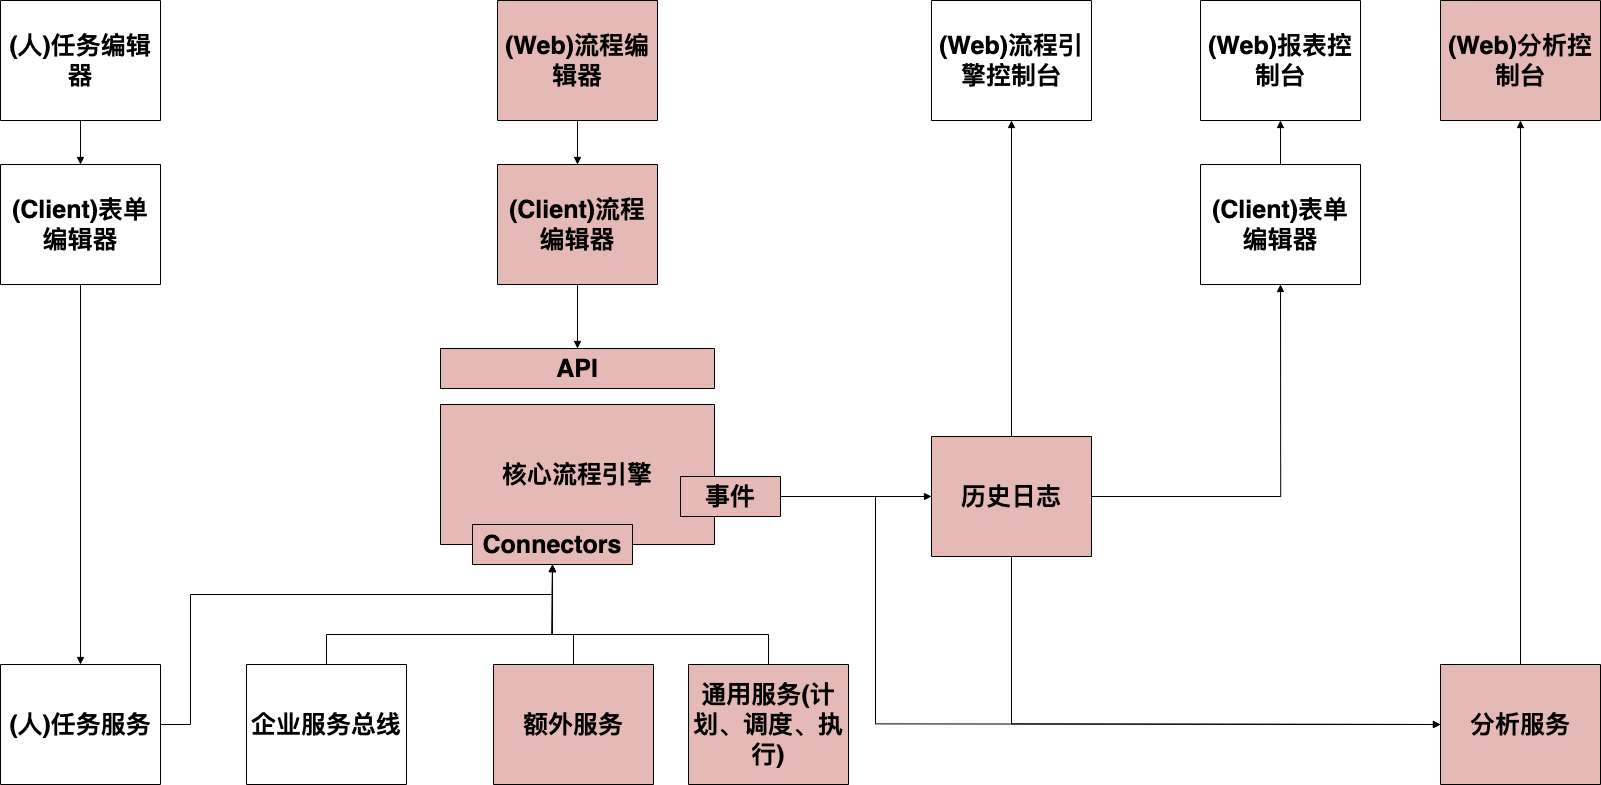 (人)任务编辑
器
(Web)流程编
辑器
(Web)流程引
擎控制台
(Web)报表控
制台
(Web)分析控
制台
(Client)表单
编辑器
(Client)流程
编辑器
(Client)表单
编辑器
API
核心流程引擎
事件
历史日志
Connectors
(人)任务服务
企业服务总线
额外服务
通用服务(计
划、调度、执
行)
分析服务